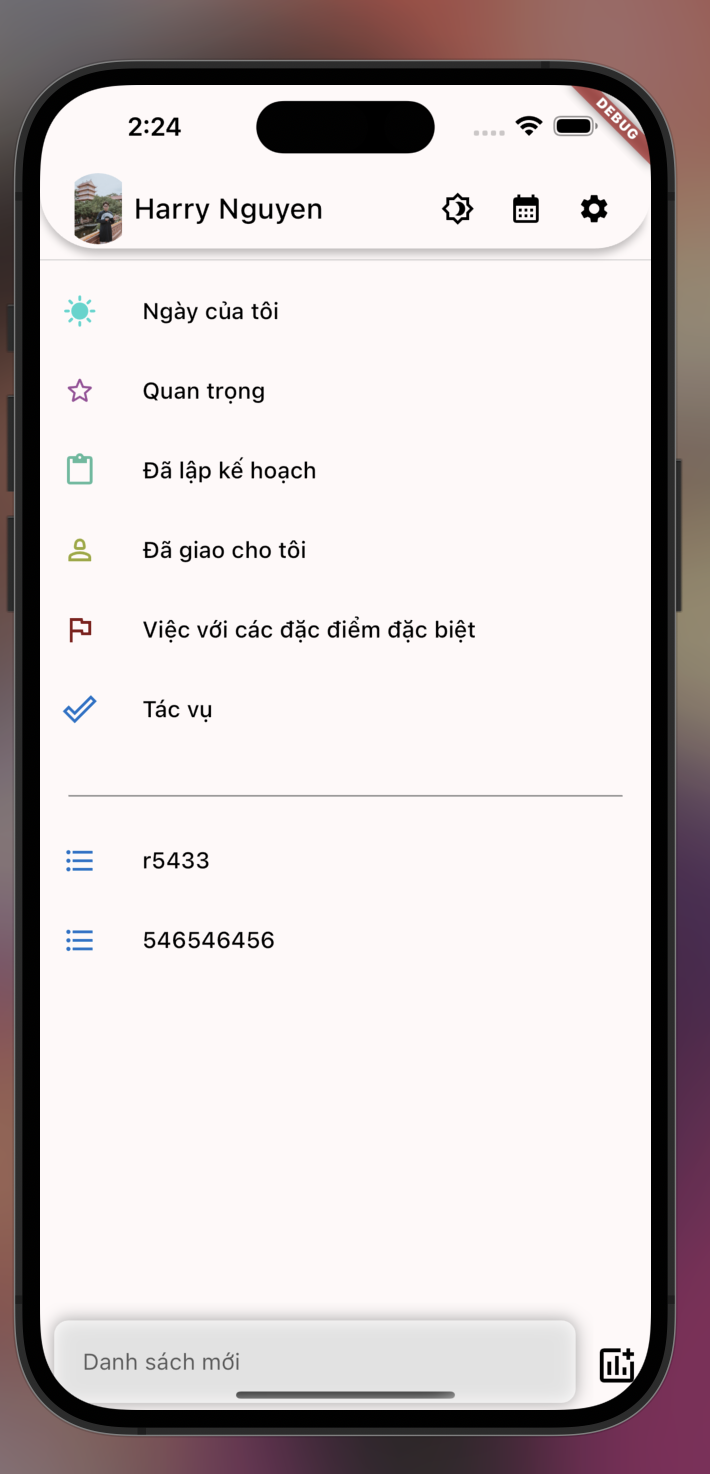 2:24
DEBUG
Harry Nguyen
Ngày của tôi
Quan trọng
Đã lập kế hoạch
Đã giao cho tôi
Việc với các đặc điểm đặc biệt
Tác vụ
r5433
546546456
Danh sách mới